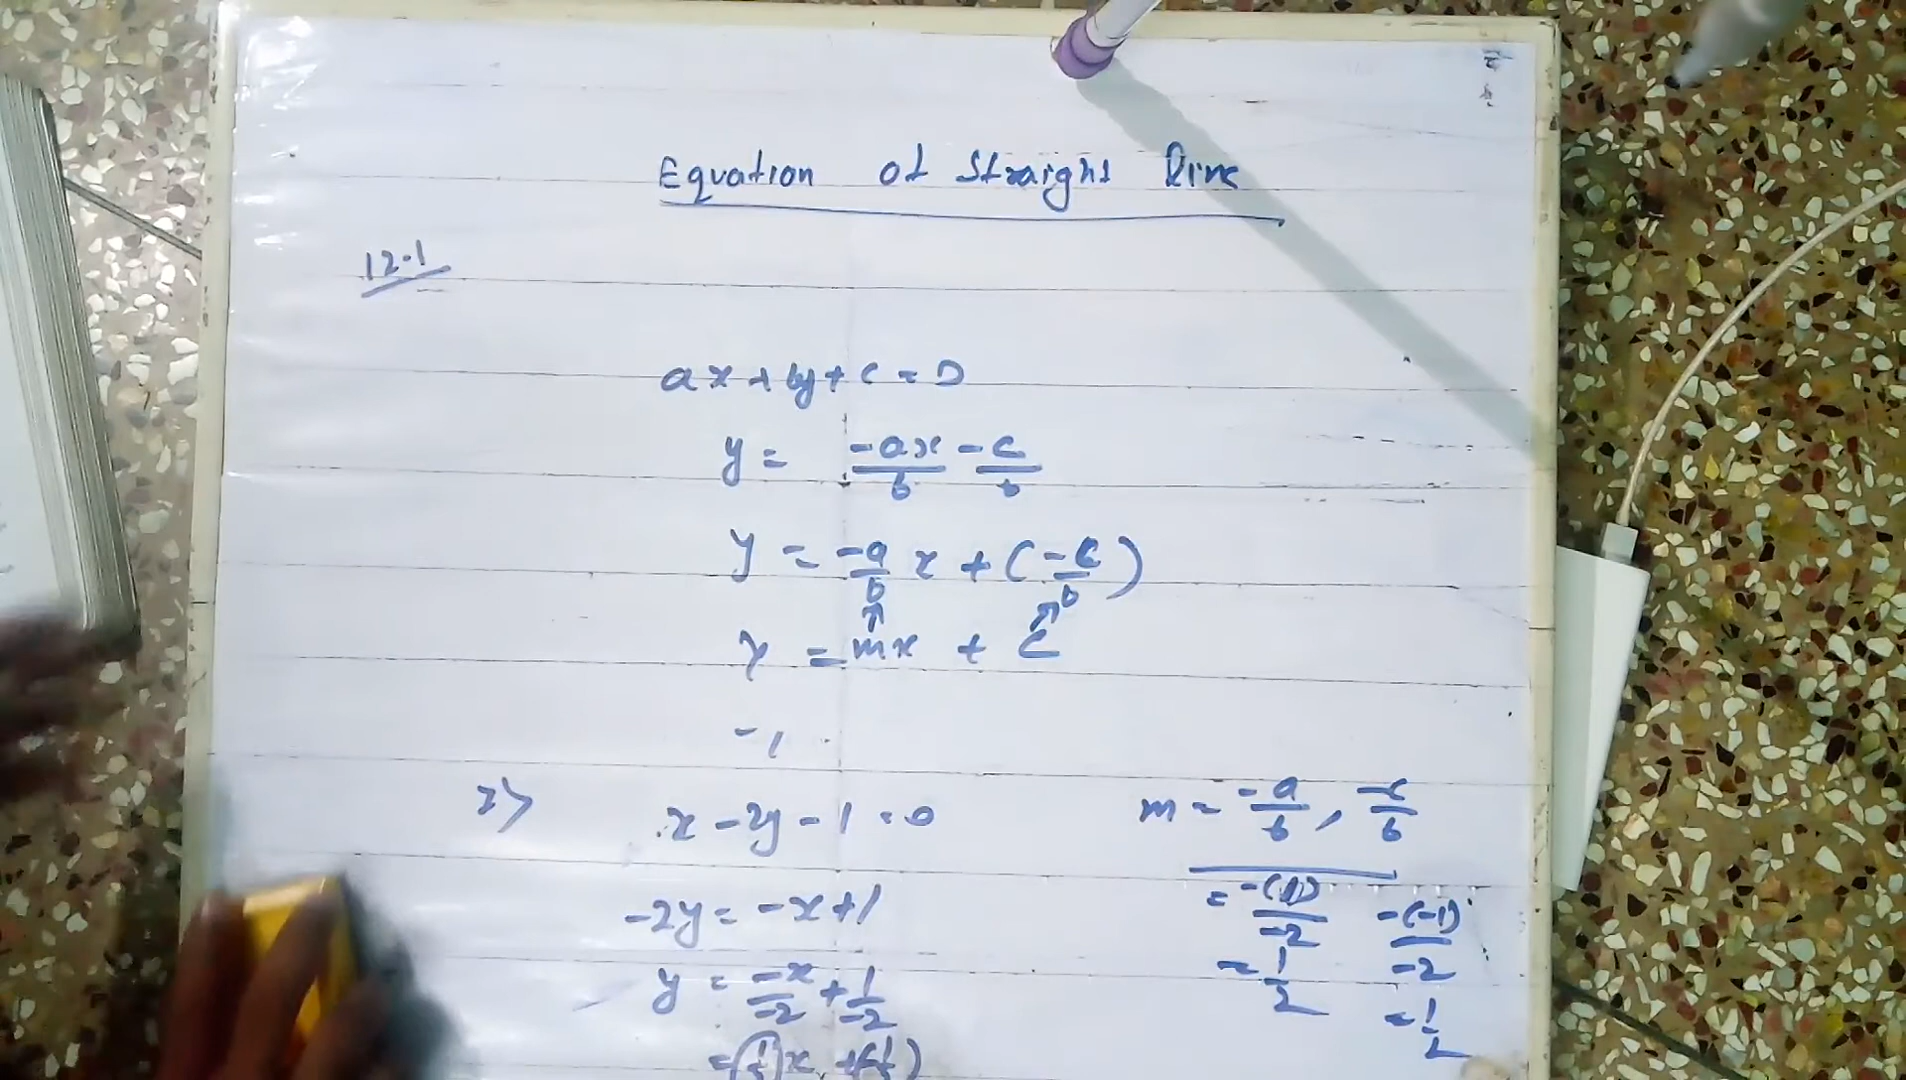 Equation of Straight line
12.1
ax + by + c = 0
y = -ax/b - c/b
y = -a/b x + (-c/b)
y = mx + c
-1
2) x - 2y - 1 = 0
m = -a/b, -c/b
-2y = -x + 1
= -(1)/-2 -(-1)/-2
y = -x/-2 + 1/-2
= 1/2 = -1/2